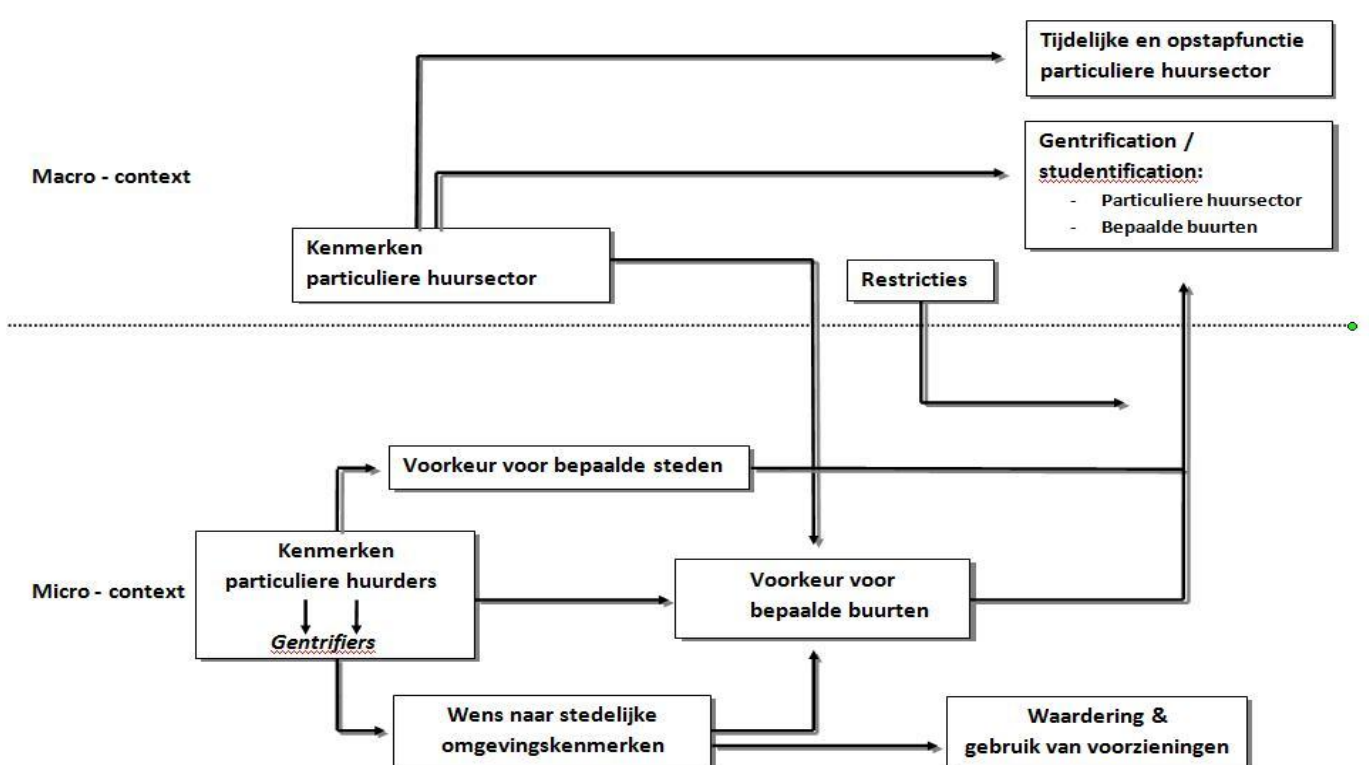 Tijdelijke en opstapfunctie
particuliere huursector
Gentrification /
studentification:
- Particuliere huursector
- Bepaalde buurten
Macro - context
Kenmerken
particuliere huursector
Restricties
Voorkeur voor bepaalde steden
Kenmerken
particuliere huurders
Gentrifiers
Micro - context
Voorkeur voor
bepaalde buurten
Wens naar stedelijke
omgevingskenmerken
Waardering &
gebruik van voorzieningen